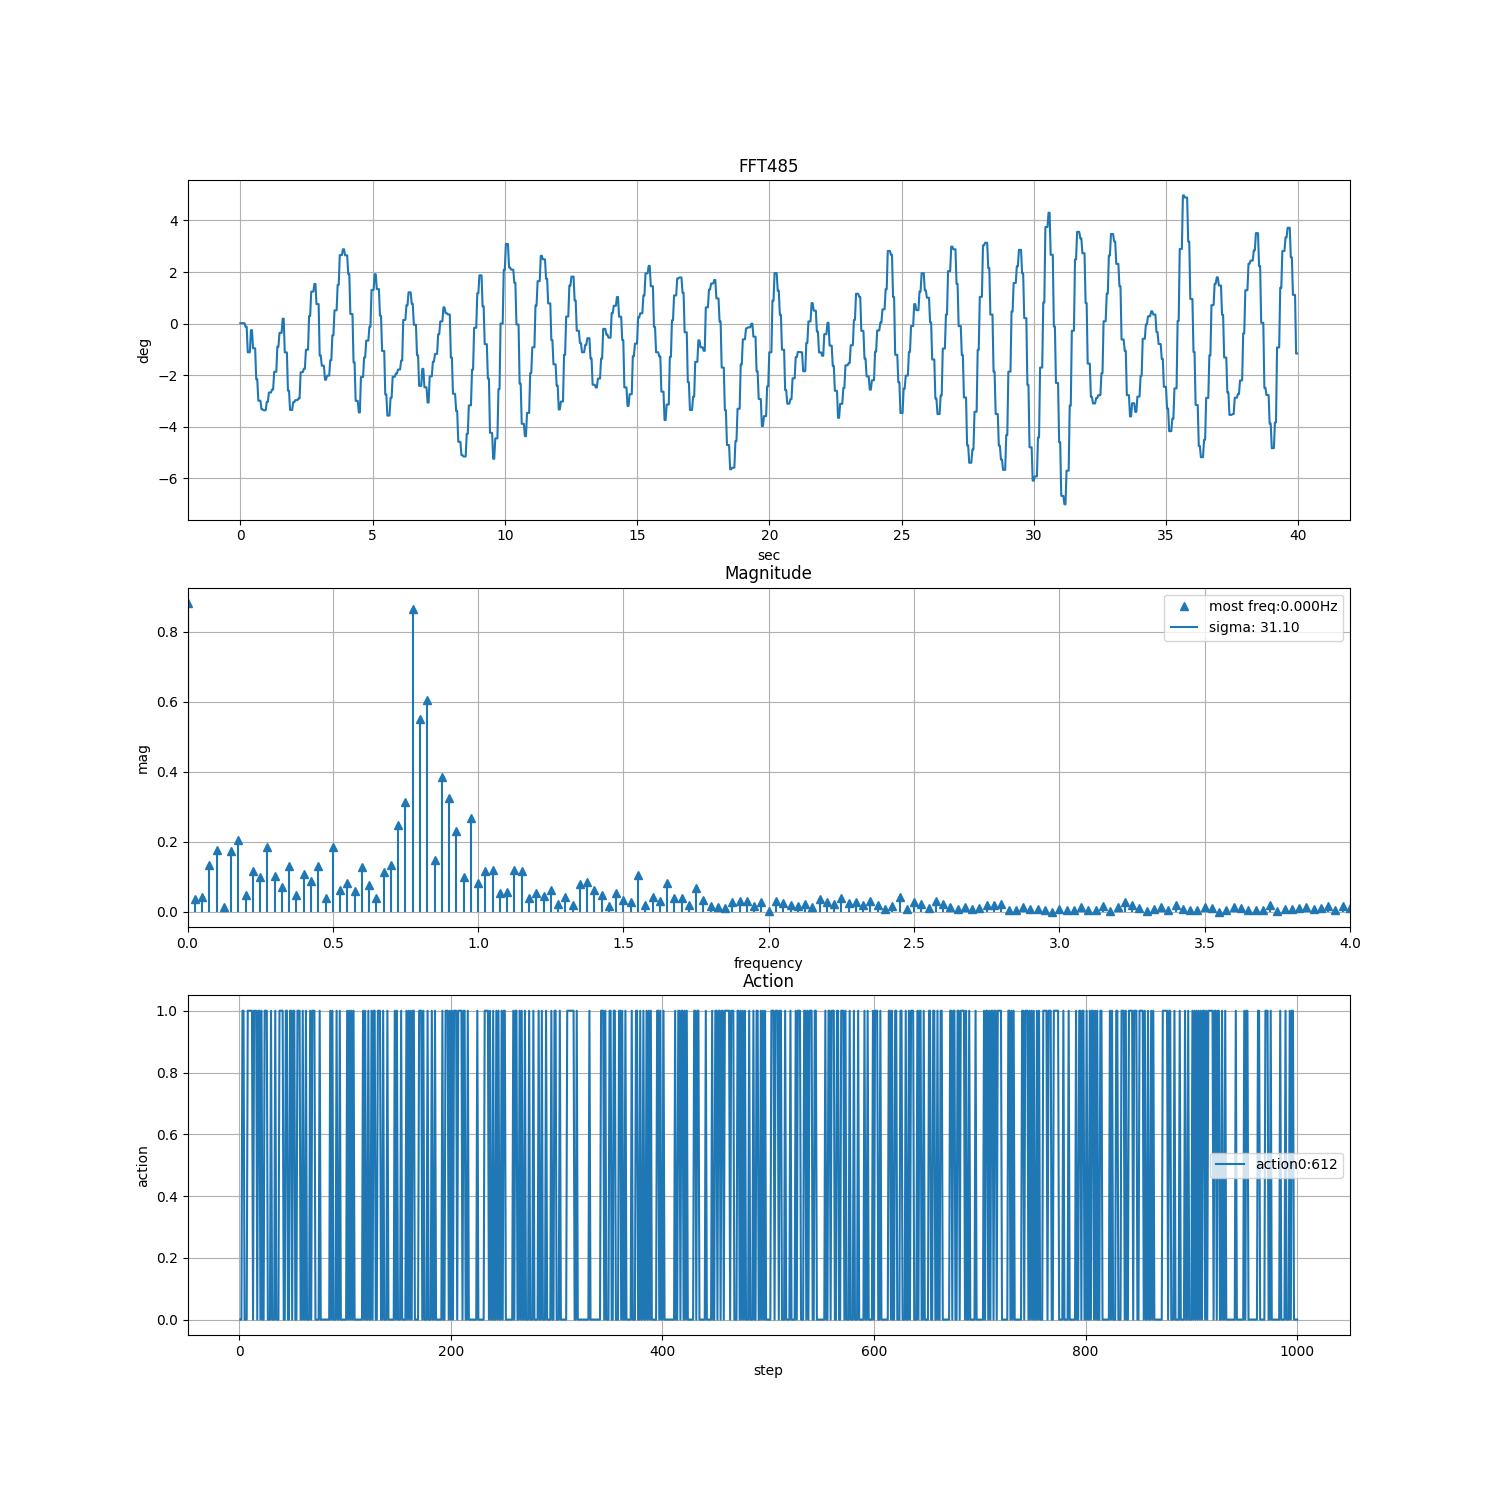 FFT485
4
2
0
−2
−4
−6
deg
0 5 10 15 20 25 30 35 40
sec
Magnitude
most freq:0.000Hz
sigma: 31.10
0.8
0.6
0.4
0.2
0.0
mag
0.0 0.5 1.0 1.5 2.0 2.5 3.0 3.5 4.0
frequency
Action
1.0
0.8
0.6
0.4
0.2
0.0
action
action0:612
0 200 400 600 800 1000
step